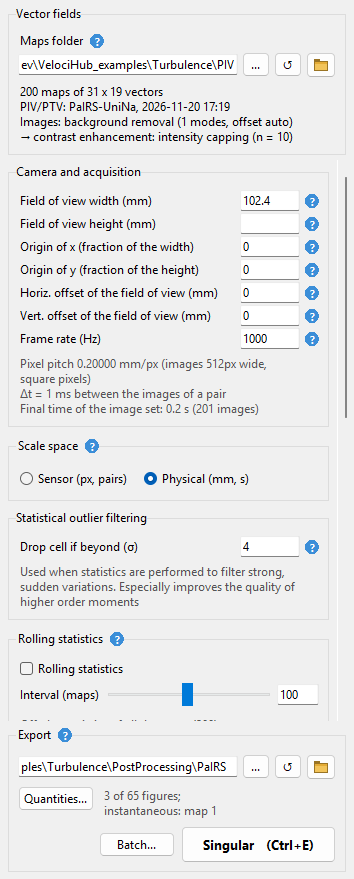 Vector fields
Maps folder ?
ev\VelociHub_examples\Turbulence\PIV ... ↺
200 maps of 31 x 19 vectors
PIV/PTV: PaIRS-UniNa, 2026-11-20 17:19
Images: background removal (1 modes, offset auto)
→ contrast enhancement: intensity capping (n = 10)
Camera and acquisition
Field of view width (mm) 102.4 ?
Field of view height (mm) ?
Origin of x (fraction of the width) 0 ?
Origin of y (fraction of the height) 0 ?
Horiz. offset of the field of view (mm) 0 ?
Vert. offset of the field of view (mm) 0 ?
Frame rate (Hz) 1000 ?
Pixel pitch 0.20000 mm/px (images 512px wide,
square pixels)
Δt = 1 ms between the images of a pair
Final time of the image set: 0.2 s (201 images)
Scale space ?
Sensor (px, pairs) Physical (mm, s)
Statistical outlier filtering
Drop cell if beyond (σ) 4 ?
Used when statistics are performed to filter strong,
sudden variations. Especially improves the quality of
higher order moments
Rolling statistics ?
Rolling statistics
Interval (maps) 100
Export ?
ples\Turbulence\PostProcessing\PaIRS ... ↺
Quantities... 3 of 65 figures;
instantaneous: map 1
Batch... Singular (Ctrl+E)